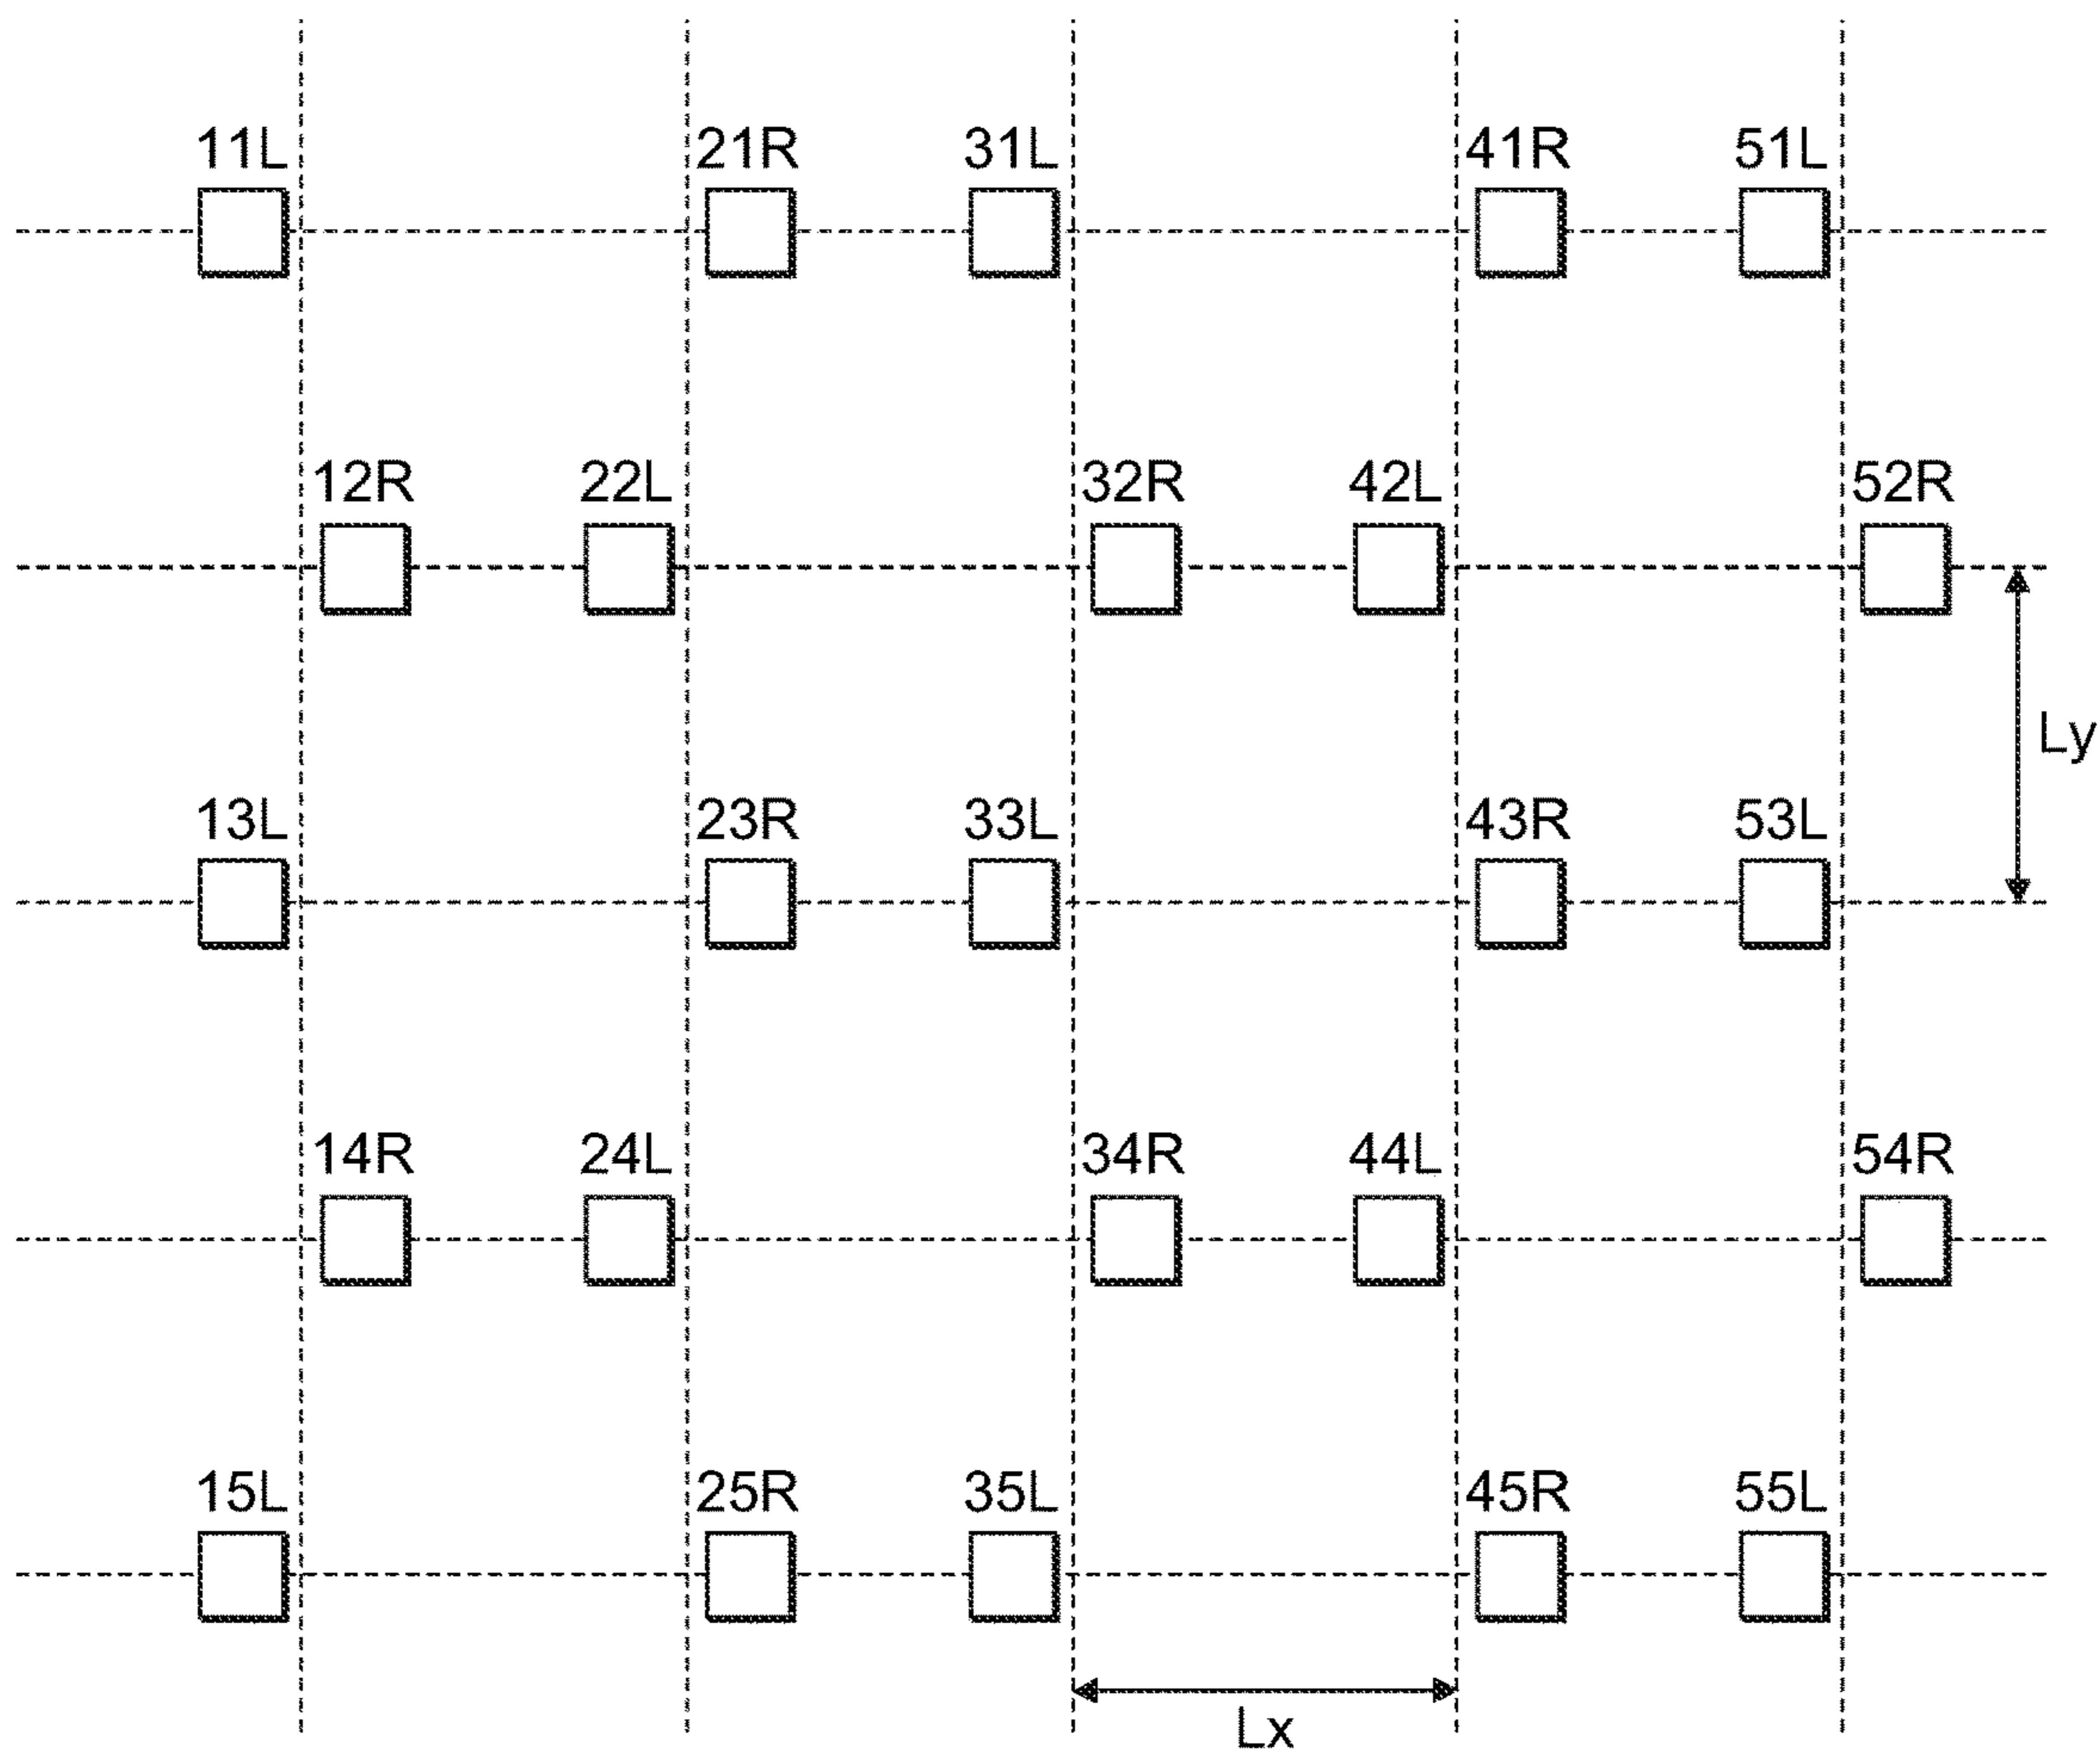 11L 21R 31L 41R 51L
12R 22L 32R 42L 52R
Ly
13L 23R 33L 43R 53L
14R 24L 34R 44L 54R
15L 25R 35L 45R 55L
Lx